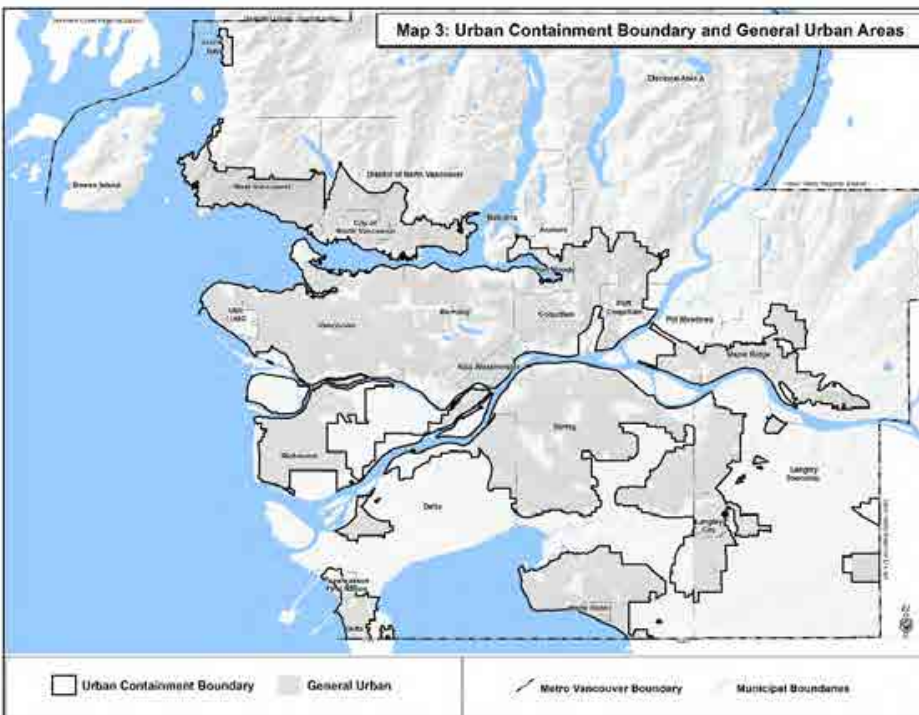 Map 3: Urban Containment Boundary and General Urban Areas
Bowen Island
West Vancouver
District of North Vancouver
City of
North Vancouver
Belcarra
Anmore
Vancouver
Burnaby
Coquitlam
Port
Coquitlam
Pitt Meadows
Maple Ridge
New Westminster
Richmond
Surrey
Delta
Langley
Township
Langley
City
White Rock
Delta
Urban Containment Boundary
General Urban
Metro Vancouver Boundary
Municipal Boundaries